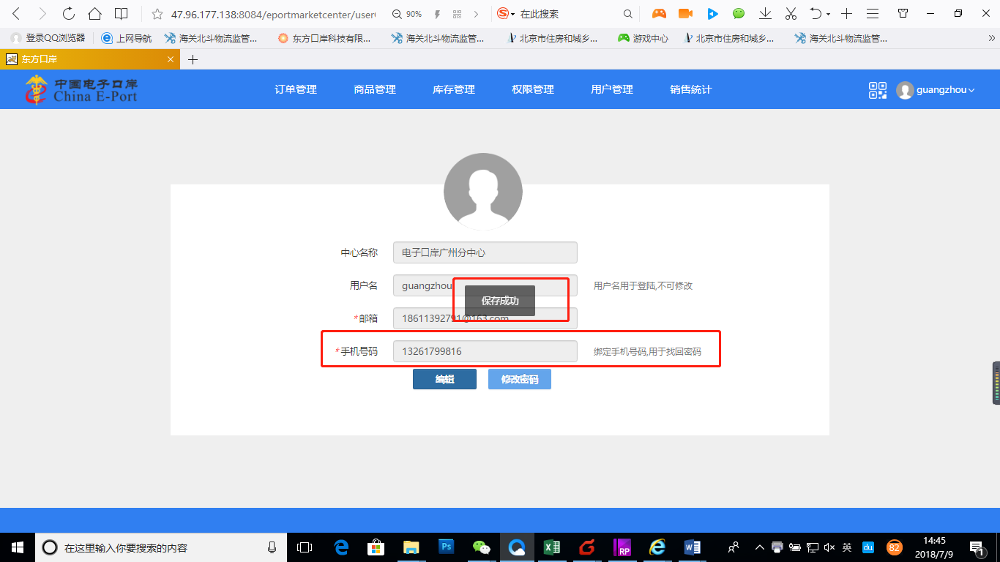 47.96.177.138:8084/eportmarketcenter/user
90%
在此搜索
登录QQ浏览器
上网导航
海关北斗物流监管...
东方口岸科技有限...
海关北斗物流监管...
北京市住房和城乡...
游戏中心
北京市住房和城乡...
海关北斗物流监管...
东方口岸
中国电子口岸
China E-Port
订单管理
商品管理
库存管理
权限管理
用户管理
销售统计
guangzhou
中心名称
电子口岸广州分中心
用户名
guangzhou
用户名用于登陆,不可修改
保存成功
*邮箱
18611392791@163.com
*手机号码
13261799816
绑定手机号码,用于找回密码
编辑
修改密码
在这里输入你要搜索的内容
Ps
RP
英
du
82
14:45
2018/7/9
1